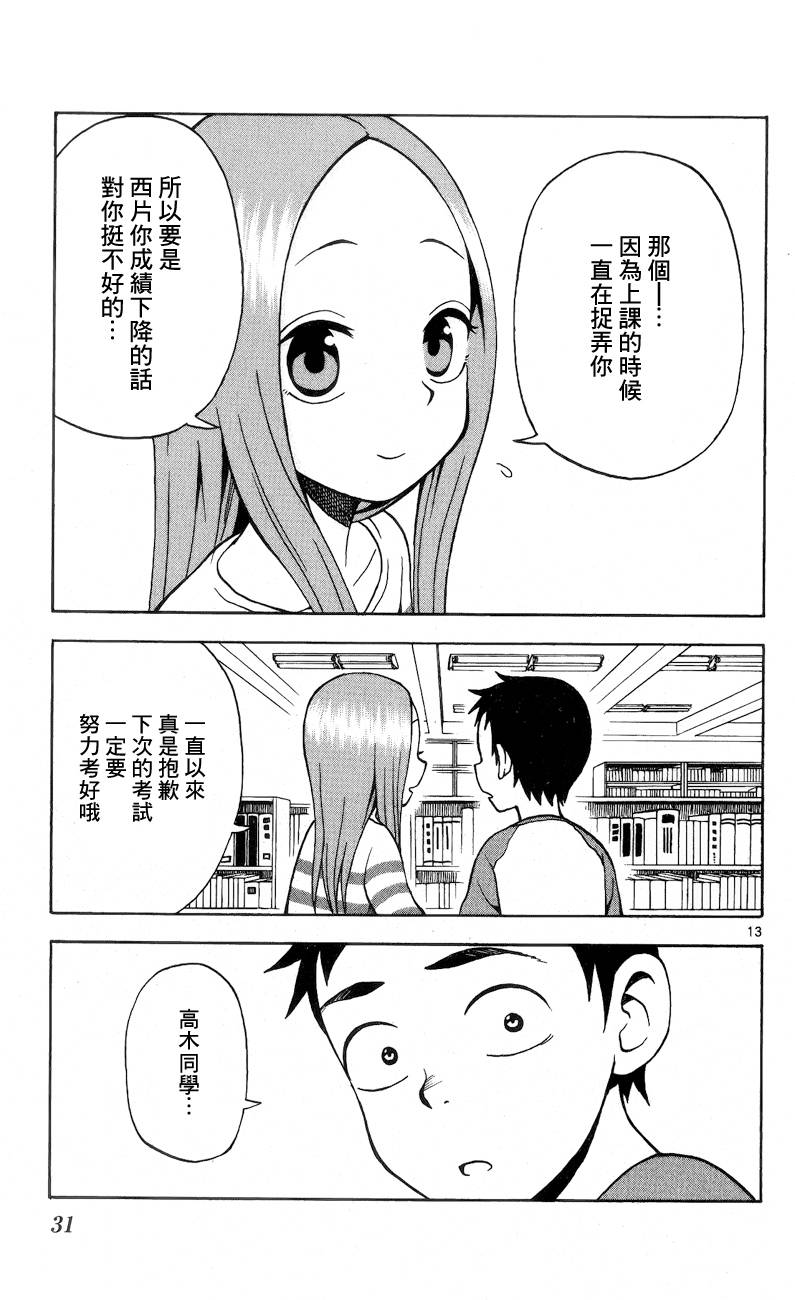 那個ー…
因為上課的時候
一直在捉弄你
所以要是
西片你成績下降的話
對你挺不好的…
一直以來
真是抱歉
下次的考試
一定要
努力考好哦
13
高木同學…
31